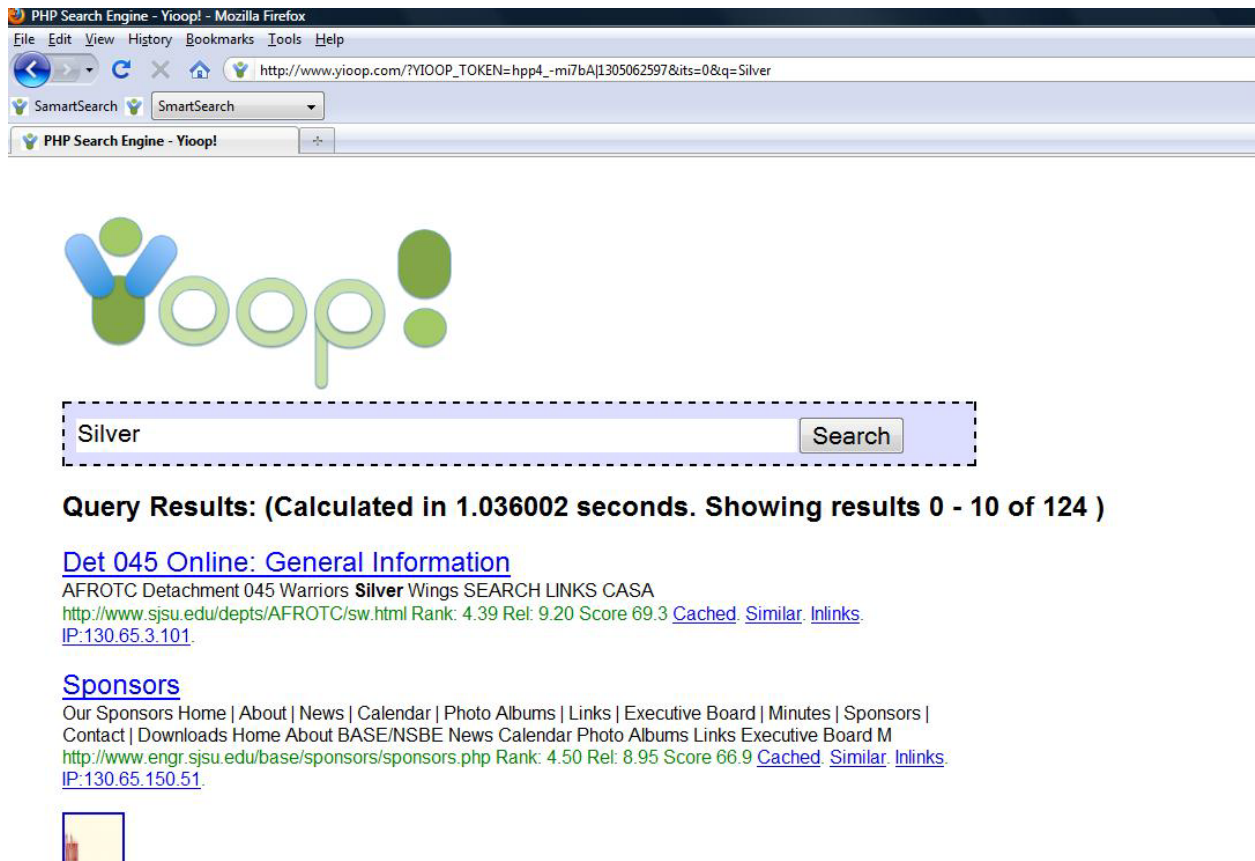 PHP Search Engine - Yioop! - Mozilla Firefox
File Edit View History Bookmarks Tools Help
http://www.yioop.com/?YIOOP_TOKEN=hpp4_-mi7bA|1305062597&its=0&q=Silver
SamartSearch SmartSearch
PHP Search Engine - Yioop!
Yioop!
Silver Search
Query Results: (Calculated in 1.036002 seconds. Showing results 0 - 10 of 124 )
Det 045 Online: General Information
AFROTC Detachment 045 Warriors Silver Wings SEARCH LINKS CASA
http://www.sjsu.edu/depts/AFROTC/sw.html Rank: 4.39 Rel: 9.20 Score 69.3 Cached. Similar. Inlinks.
IP:130.65.3.101.
Sponsors
Our Sponsors Home | About | News | Calendar | Photo Albums | Links | Executive Board | Minutes | Sponsors |
Contact | Downloads Home About BASE/NSBE News Calendar Photo Albums Links Executive Board M
http://www.engr.sjsu.edu/base/sponsors/sponsors.php Rank: 4.50 Rel: 8.95 Score 66.9 Cached. Similar. Inlinks.
IP:130.65.150.51.